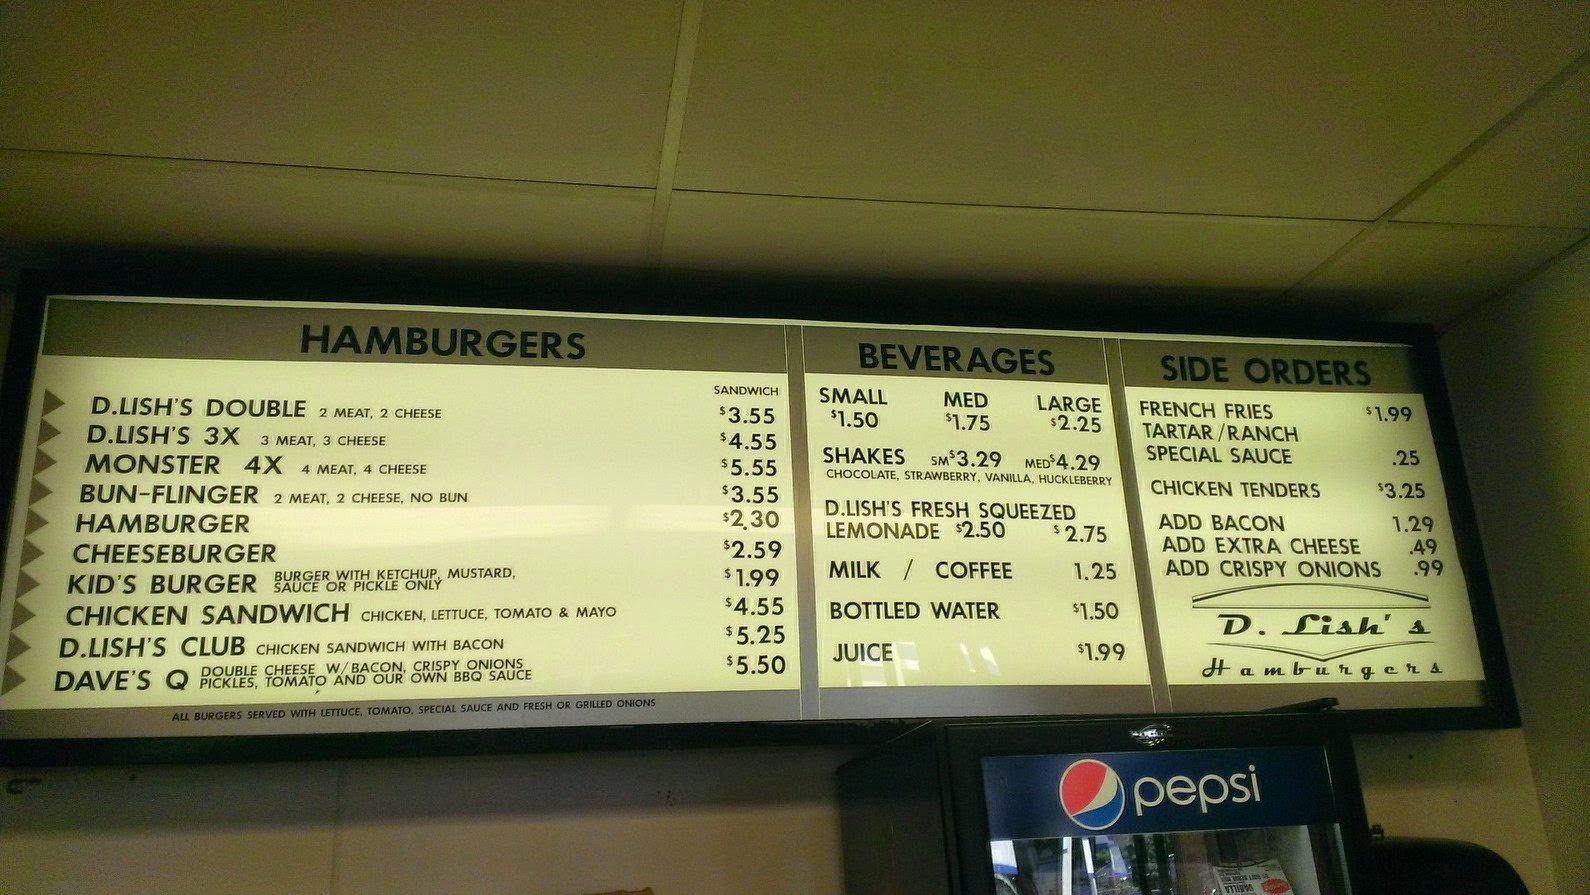 HAMBURGERS
SANDWICH
D.LISH'S DOUBLE 2 MEAT, 2 CHEESE $3.55
D.LISH'S 3X 3 MEAT, 3 CHEESE $4.55
MONSTER 4X 4 MEAT, 4 CHEESE $5.55
BUN-FLINGER 2 MEAT, 2 CHEESE, NO BUN $3.55
HAMBURGER $2.30
CHEESEBURGER $2.59
KID'S BURGER BURGER WITH KETCHUP, MUSTARD, $1.99
SAUCE OR PICKLE ONLY
CHICKEN SANDWICH CHICKEN, LETTUCE, TOMATO & MAYO $4.55
D.LISH'S CLUB CHICKEN SANDWICH WITH BACON $5.25
DAVE'S Q DOUBLE CHEESE W/BACON, CRISPY ONIONS $5.50
PICKLES, TOMATO AND OUR OWN BBQ SAUCE
ALL BURGERS SERVED WITH LETTUCE, TOMATO, SPECIAL SAUCE AND FRESH OR GRILLED ONIONS
BEVERAGES
SMALL MED LARGE
$1.50 $1.75 $2.25
SHAKES SM$3.29 MED$4.29
CHOCOLATE, STRAWBERRY, VANILLA, HUCKLEBERRY
D.LISH'S FRESH SQUEEZED
LEMONADE $2.50 $2.75
MILK / COFFEE 1.25
BOTTLED WATER $1.50
JUICE $1.99
SIDE ORDERS
FRENCH FRIES $1.99
TARTAR/RANCH
SPECIAL SAUCE .25
CHICKEN TENDERS $3.25
ADD BACON 1.29
ADD EXTRA CHEESE .49
ADD CRISPY ONIONS .99
D. Lish's
Hamburgers
pepsi